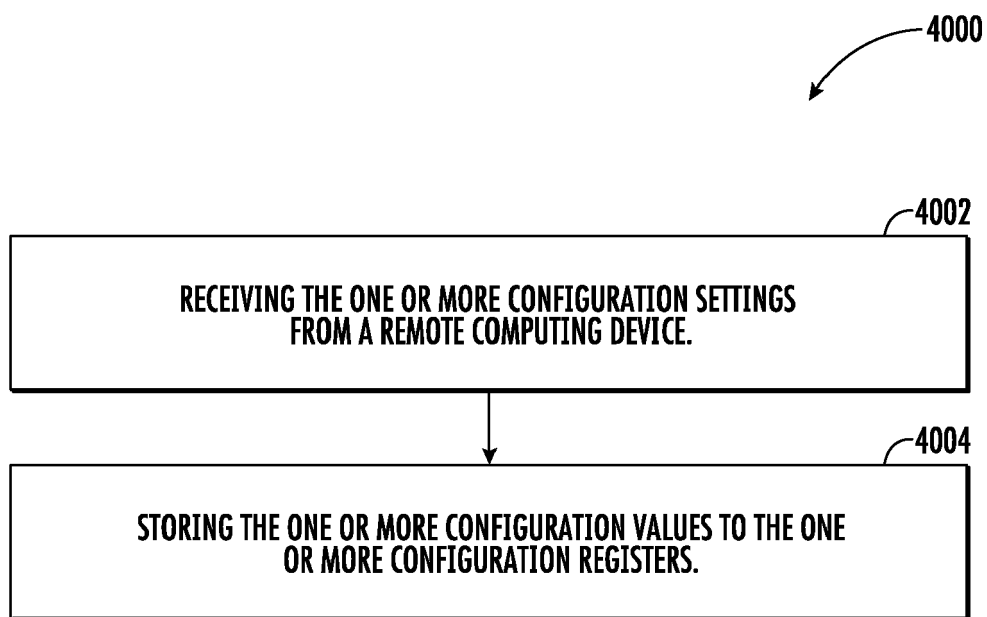 4000
4002
RECEIVING THE ONE OR MORE CONFIGURATION SETTINGS
FROM A REMOTE COMPUTING DEVICE.
4004
STORING THE ONE OR MORE CONFIGURATION VALUES TO THE ONE
OR MORE CONFIGURATION REGISTERS.